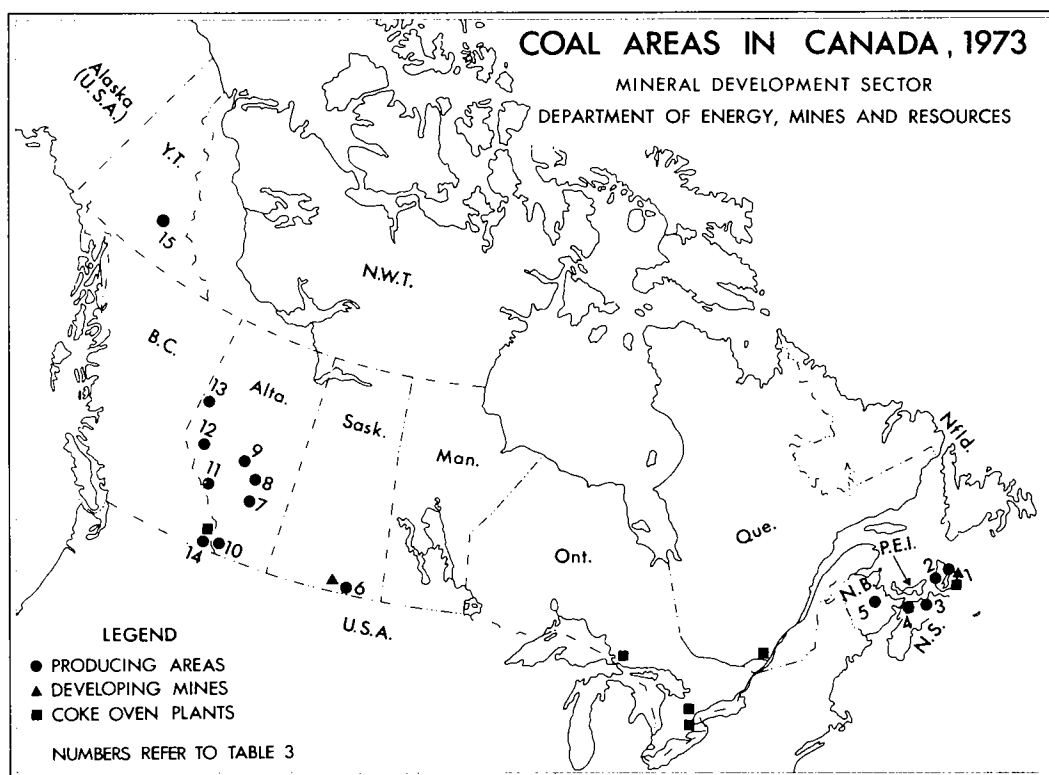 COAL AREAS IN CANADA, 1973
MINERAL DEVELOPMENT SECTOR
DEPARTMENT OF ENERGY, MINES AND RESOURCES
Alaska
(U.S.A.)
Y.T.
15
N.W.T.
B.C.
13
Alta.
12
Sask.
9
Man.
11
8
7
Nfld.
Que.
14
10
Ont.
P.E.I.
2
1
6
N.B.
5
4
3
N.S.
U.S.A.
LEGEND
PRODUCING AREAS
DEVELOPING MINES
COKE OVEN PLANTS
NUMBERS REFER TO TABLE 3